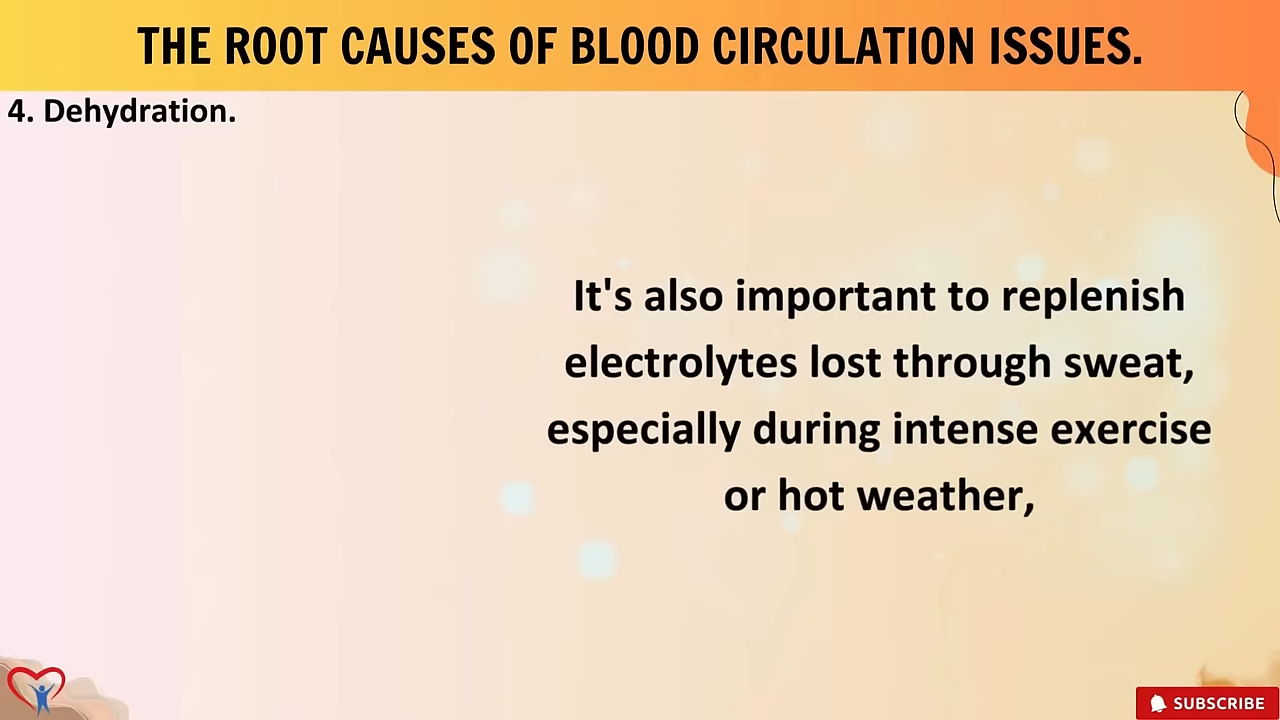 THE ROOT CAUSES OF BLOOD CIRCULATION ISSUES.
4. Dehydration.
It's also important to replenish
electrolytes lost through sweat,
especially during intense exercise
or hot weather,
SUBSCRIBE